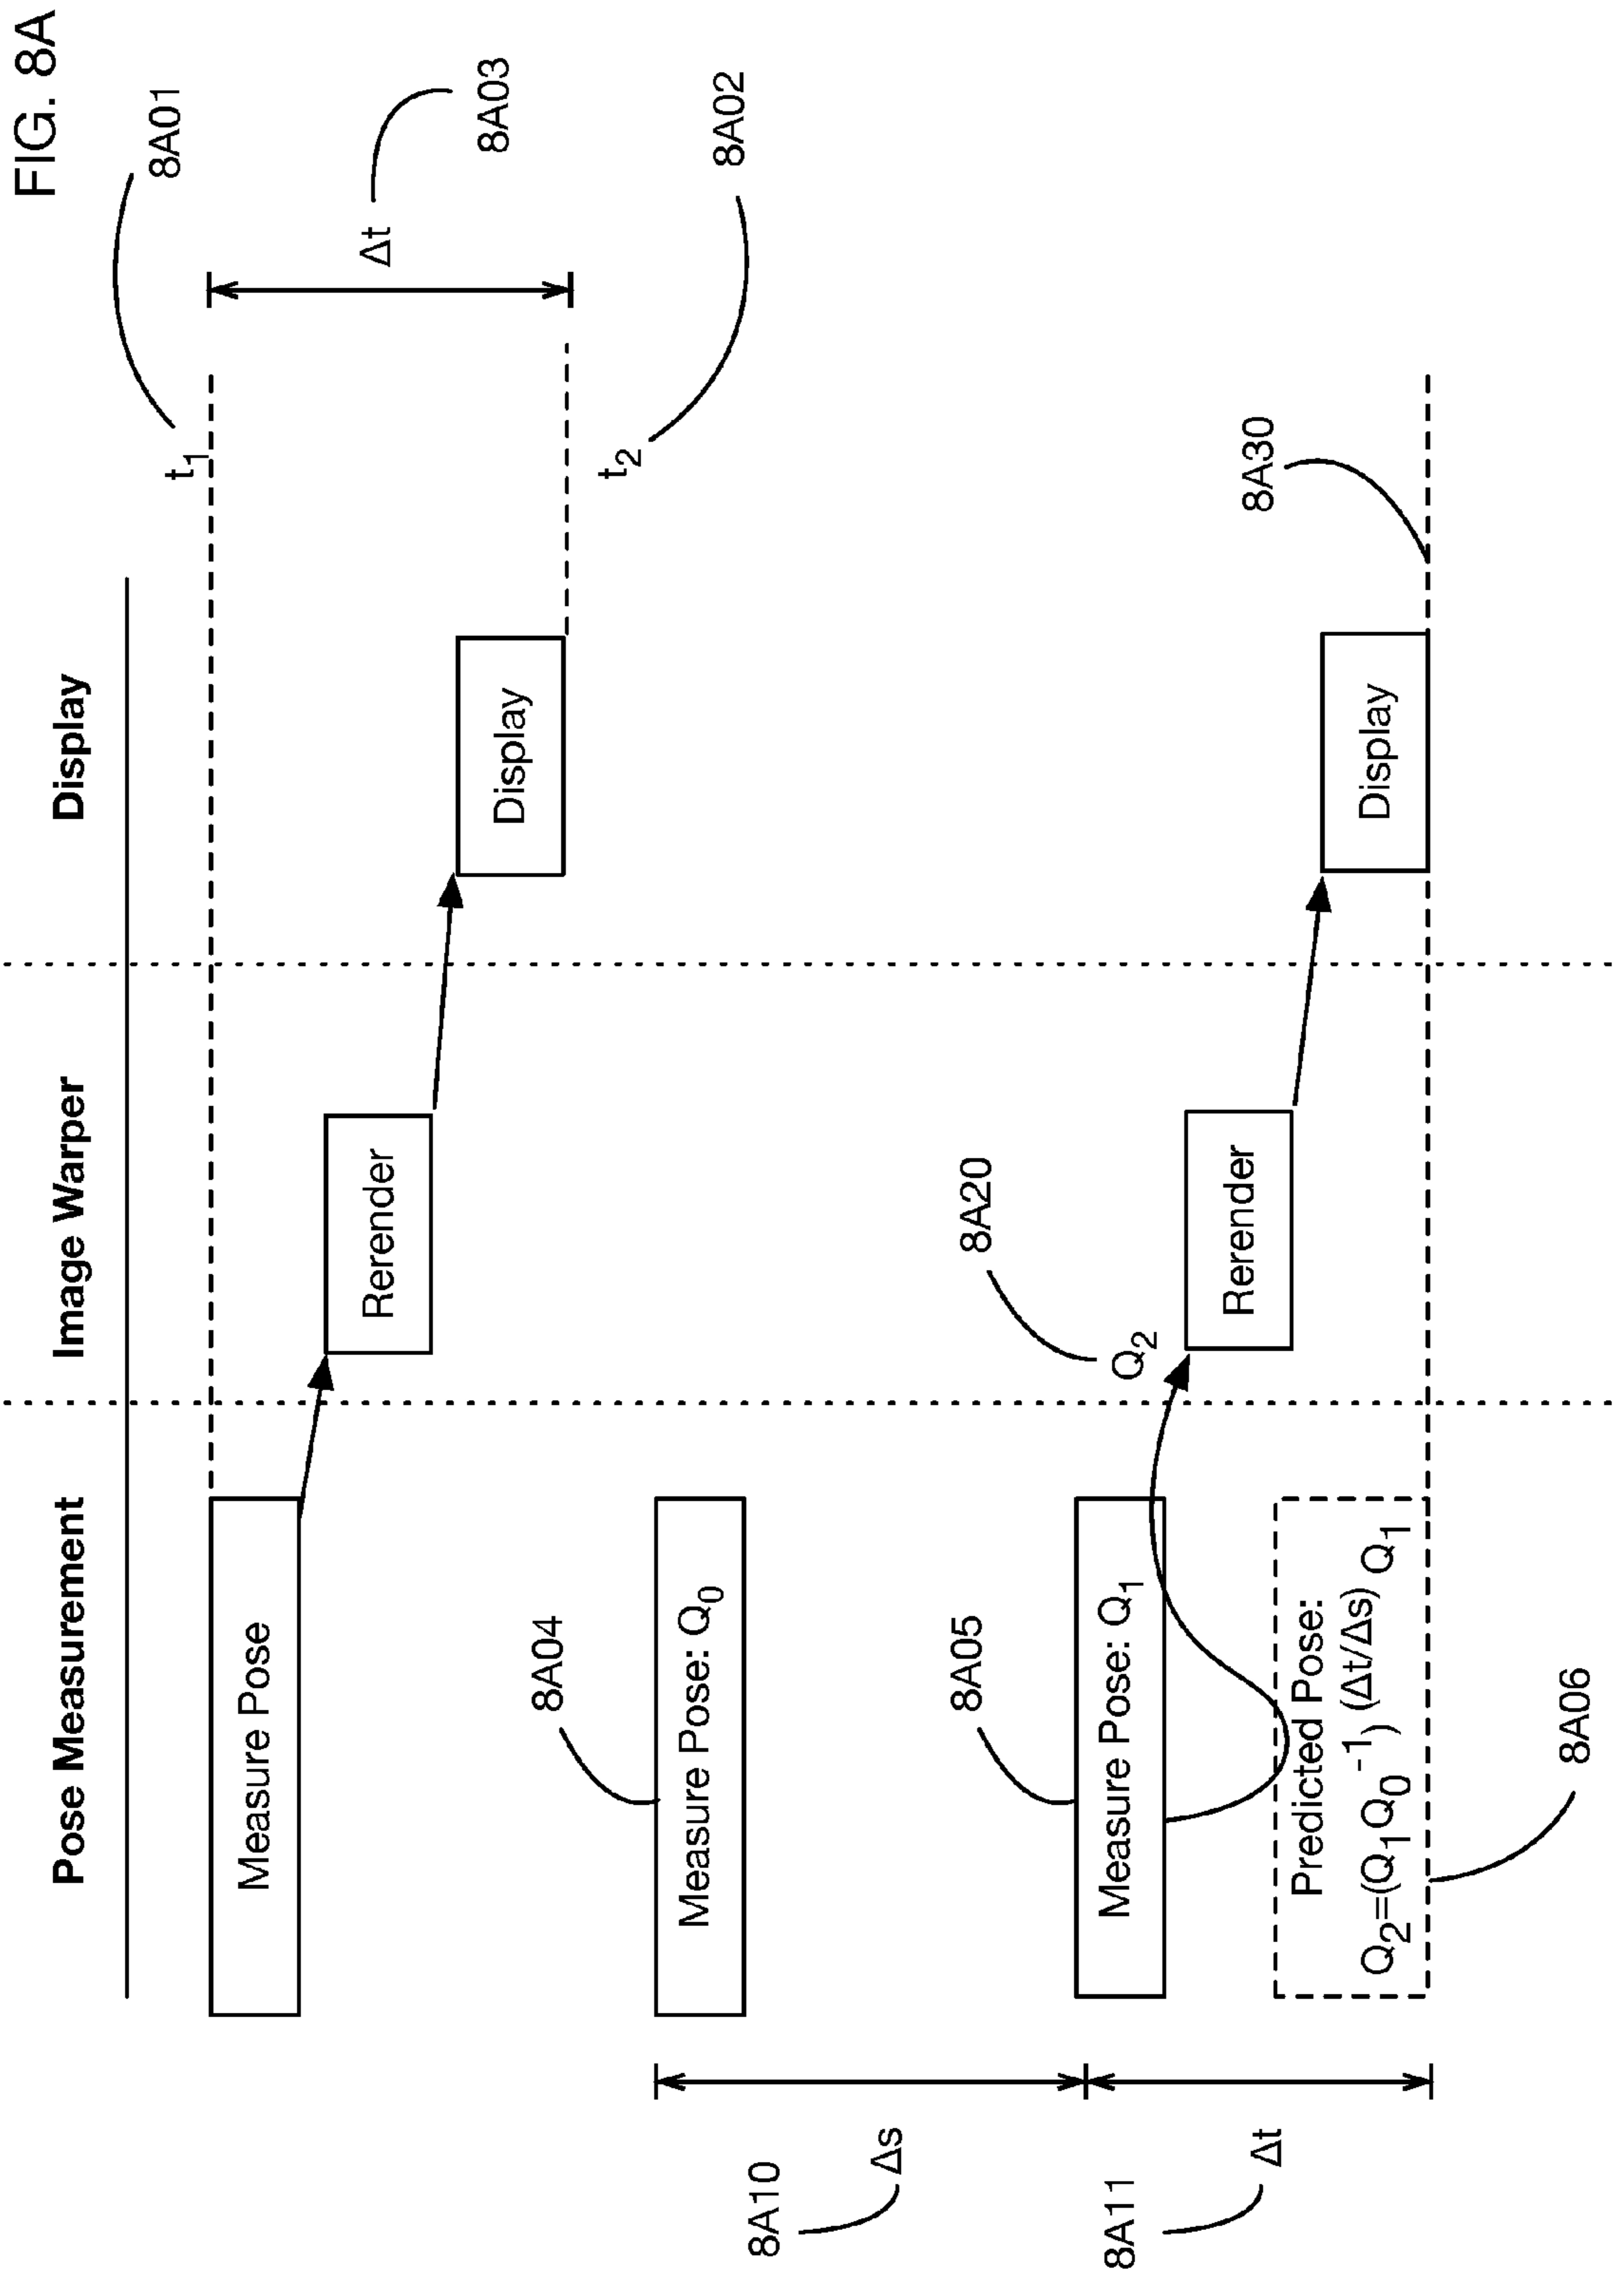 FIG. 8A
Pose Measurement
Image Warper
Display
8A01
t1
Measure Pose
Δt
8A03
Rerender
Display
t2
8A02
8A04
Measure Pose: Q0
8A10
Δs
8A05
Measure Pose: Q1
8A20
Q2
Rerender
8A11
Δt
Predicted Pose:
Q2=(Q1Q0-1)(Δt/Δs)Q1
Display
8A30
8A06